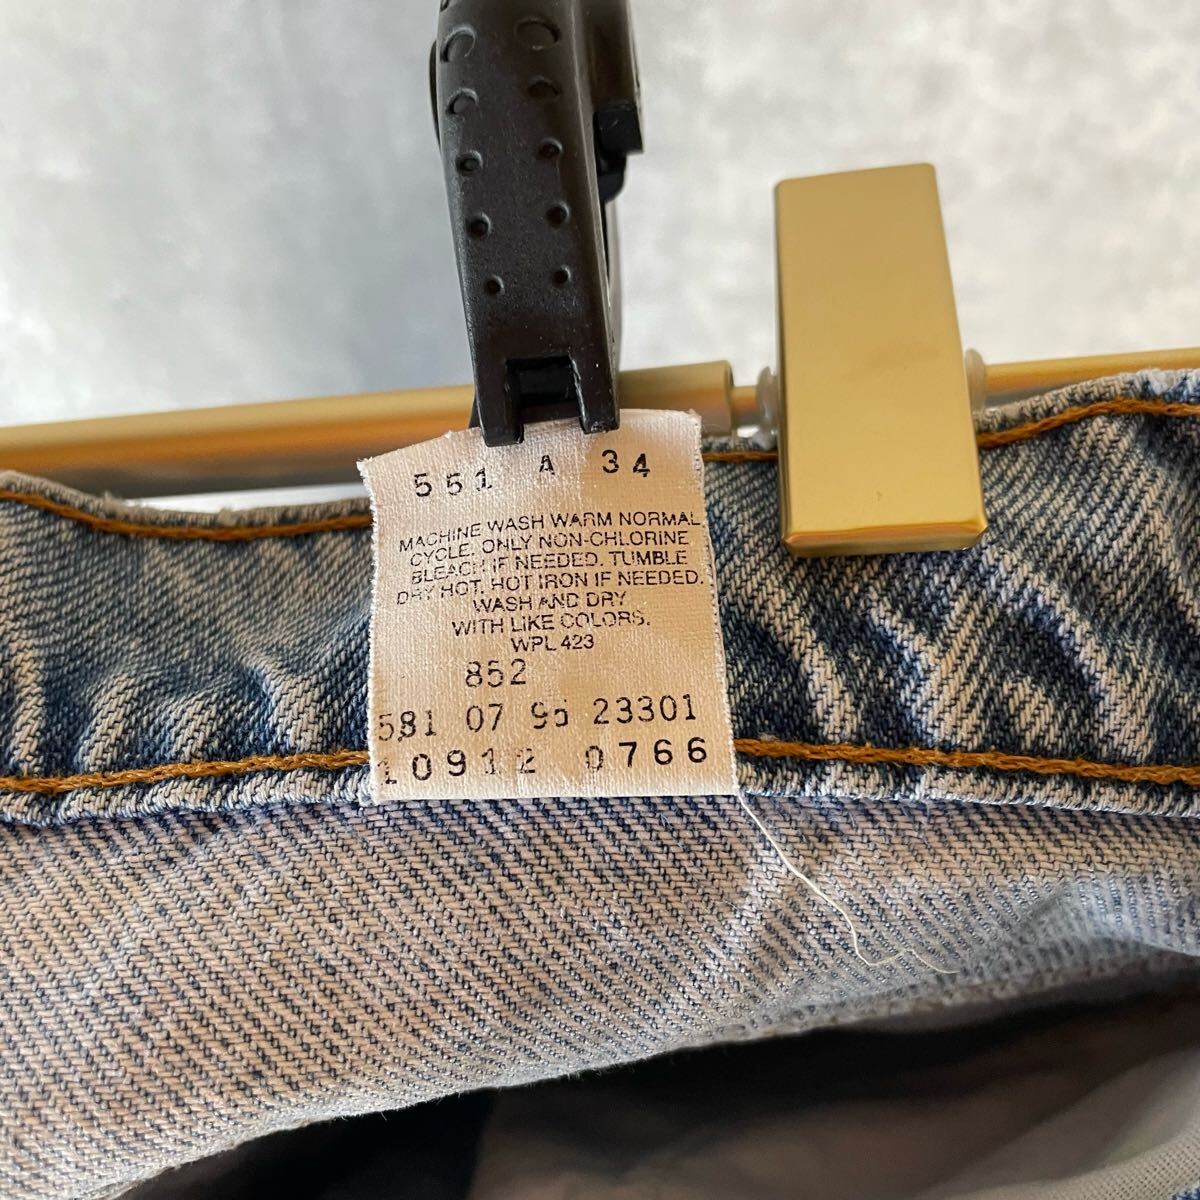 551 A 34
MACHINE WASH WARM NORMAL
CYCLE. ONLY NON-CHLORINE
BLEACH IF NEEDED. TUMBLE
DRY HOT. HOT IRON IF NEEDED.
WASH AND DRY
WITH LIKE COLORS.
WPL 423
852
581 07 95 23301
10912 0766